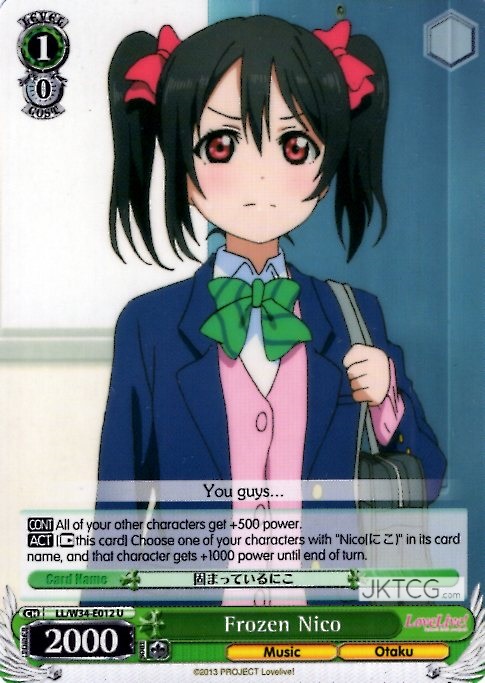 LEVEL
1
0
COST
You guys...
CONT All of your other characters get +500 power.
ACT [this card] Choose one of your characters with "Nico(にこ)" in its card
name, and that character gets +1000 power until end of turn.
Card Name 固まっているにこ
JKTCG.com
LL/W34-E012 U
POWER 2000
SOUL
Frozen Nico
LoveLive!
Music
Otaku
©2013 PROJECT Lovelive!